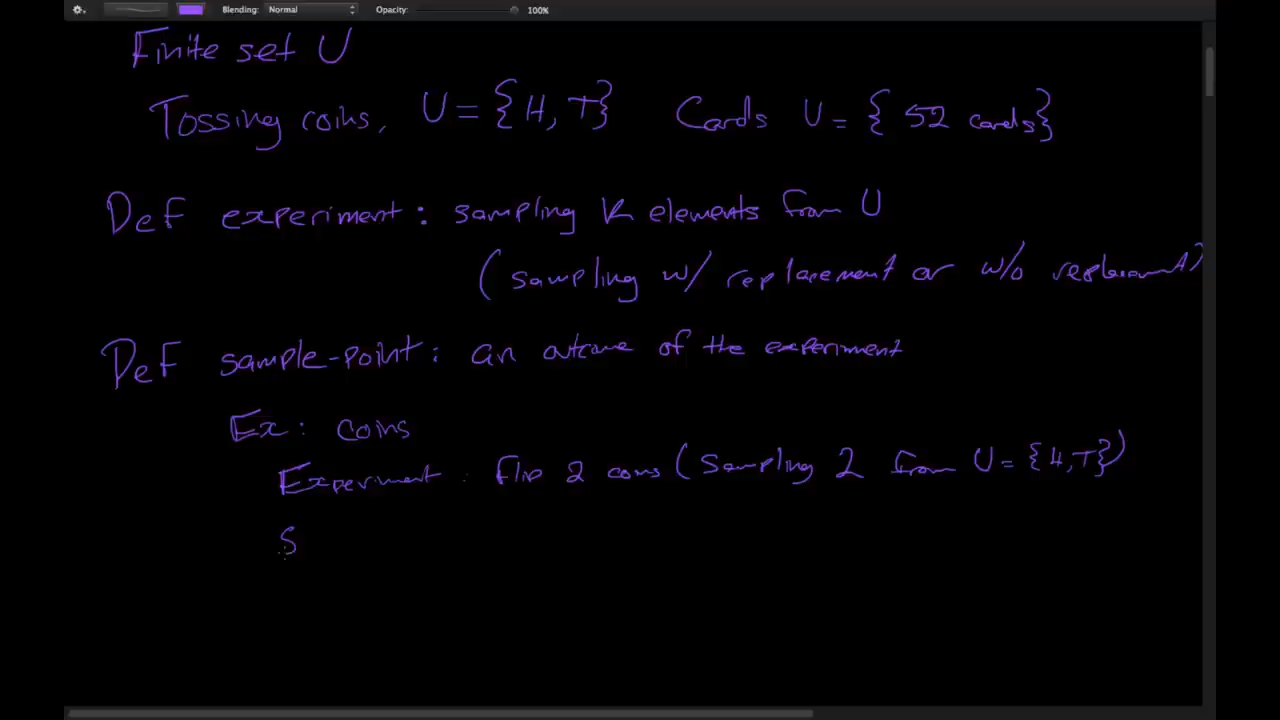 Blending: Normal Opacity: 100%
Finite set U
Tossing coins, U = {H, T} Cards U = { 52 cards}
DeF experiment: sampling K elements from U
(sampling w/ replacement or w/o replacement)
DeF sample-point: an outcome of the experiment
Ex: coins
Experiment: flip 2 coins (Sampling 2 from U = {H, T})
S